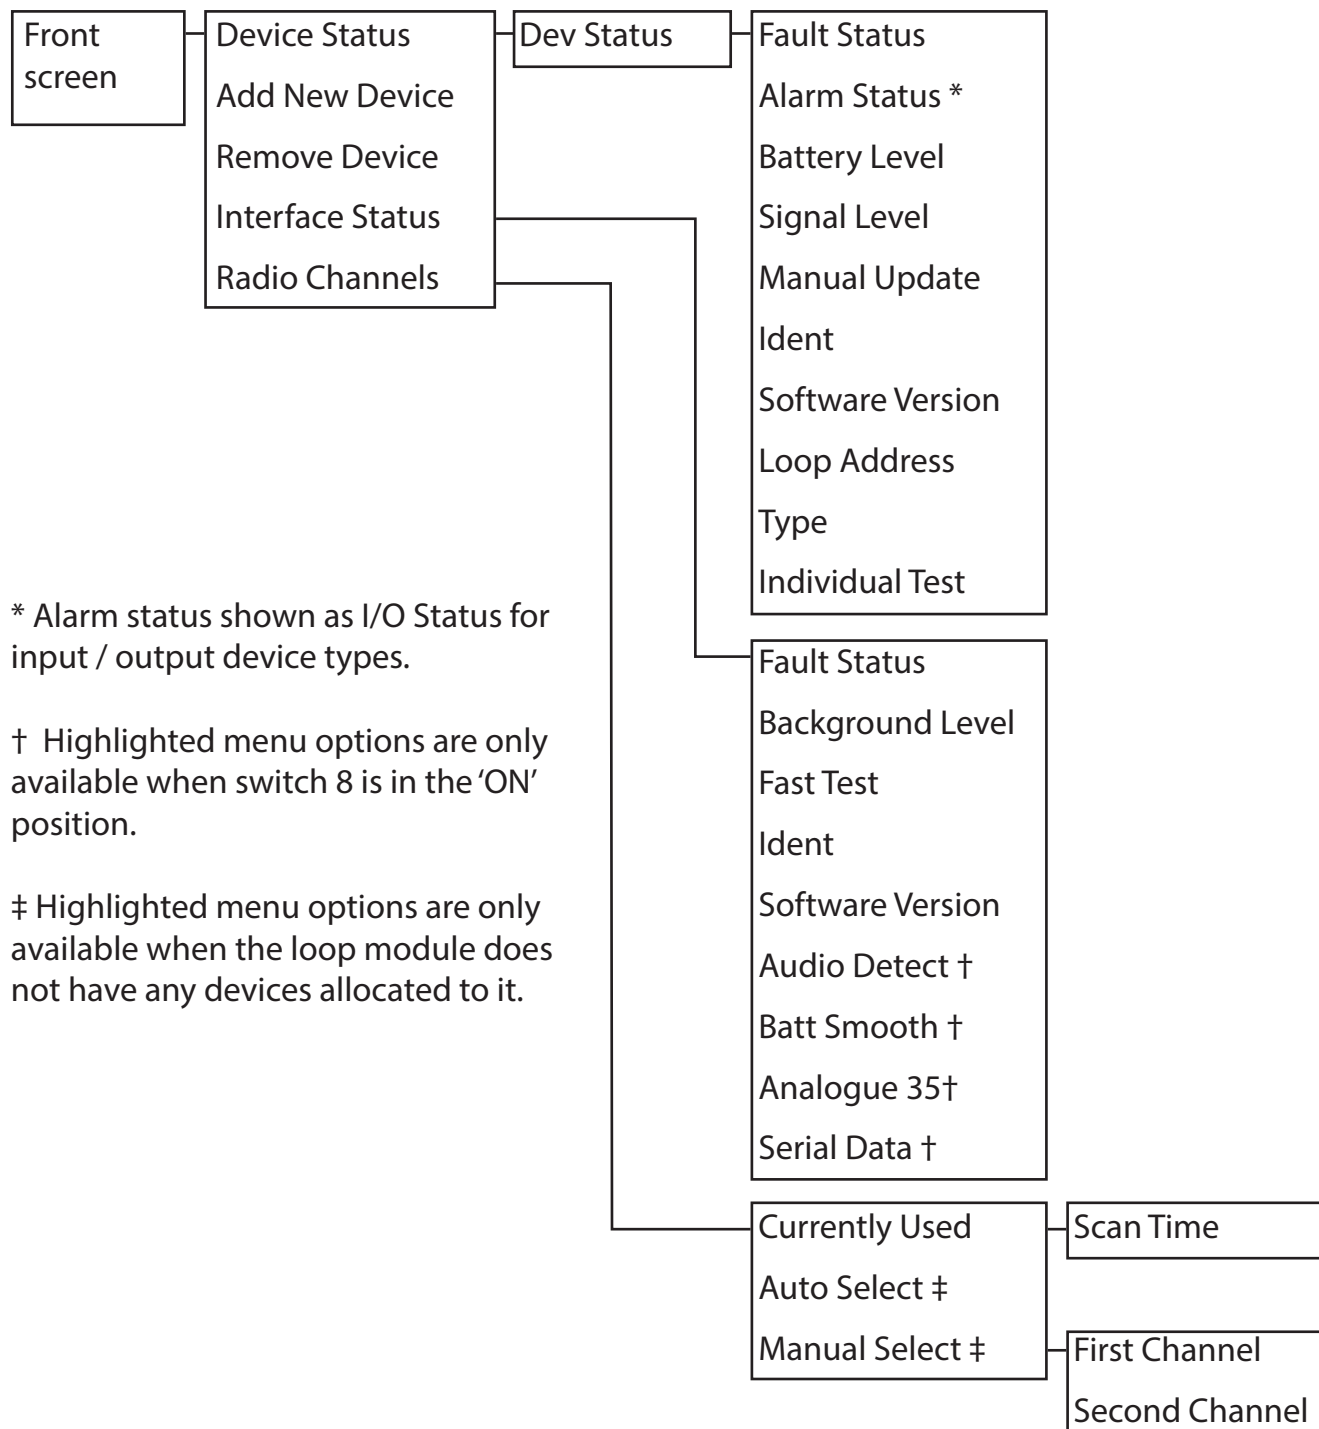 Front
screen
Device Status
Add New Device
Remove Device
Interface Status
Radio Channels
Dev Status
Fault Status
Alarm Status *
Battery Level
Signal Level
Manual Update
Ident
Software Version
Loop Address
Type
Individual Test
* Alarm status shown as I/O Status for
input / output device types.
† Highlighted menu options are only
available when switch 8 is in the ‘ON’
position.
‡ Highlighted menu options are only
available when the loop module does
not have any devices allocated to it.
Fault Status
Background Level
Fast Test
Ident
Software Version
Audio Detect †
Batt Smooth †
Analogue 35†
Serial Data †
Currently Used
Auto Select ‡
Manual Select ‡
Scan Time
First Channel
Second Channel